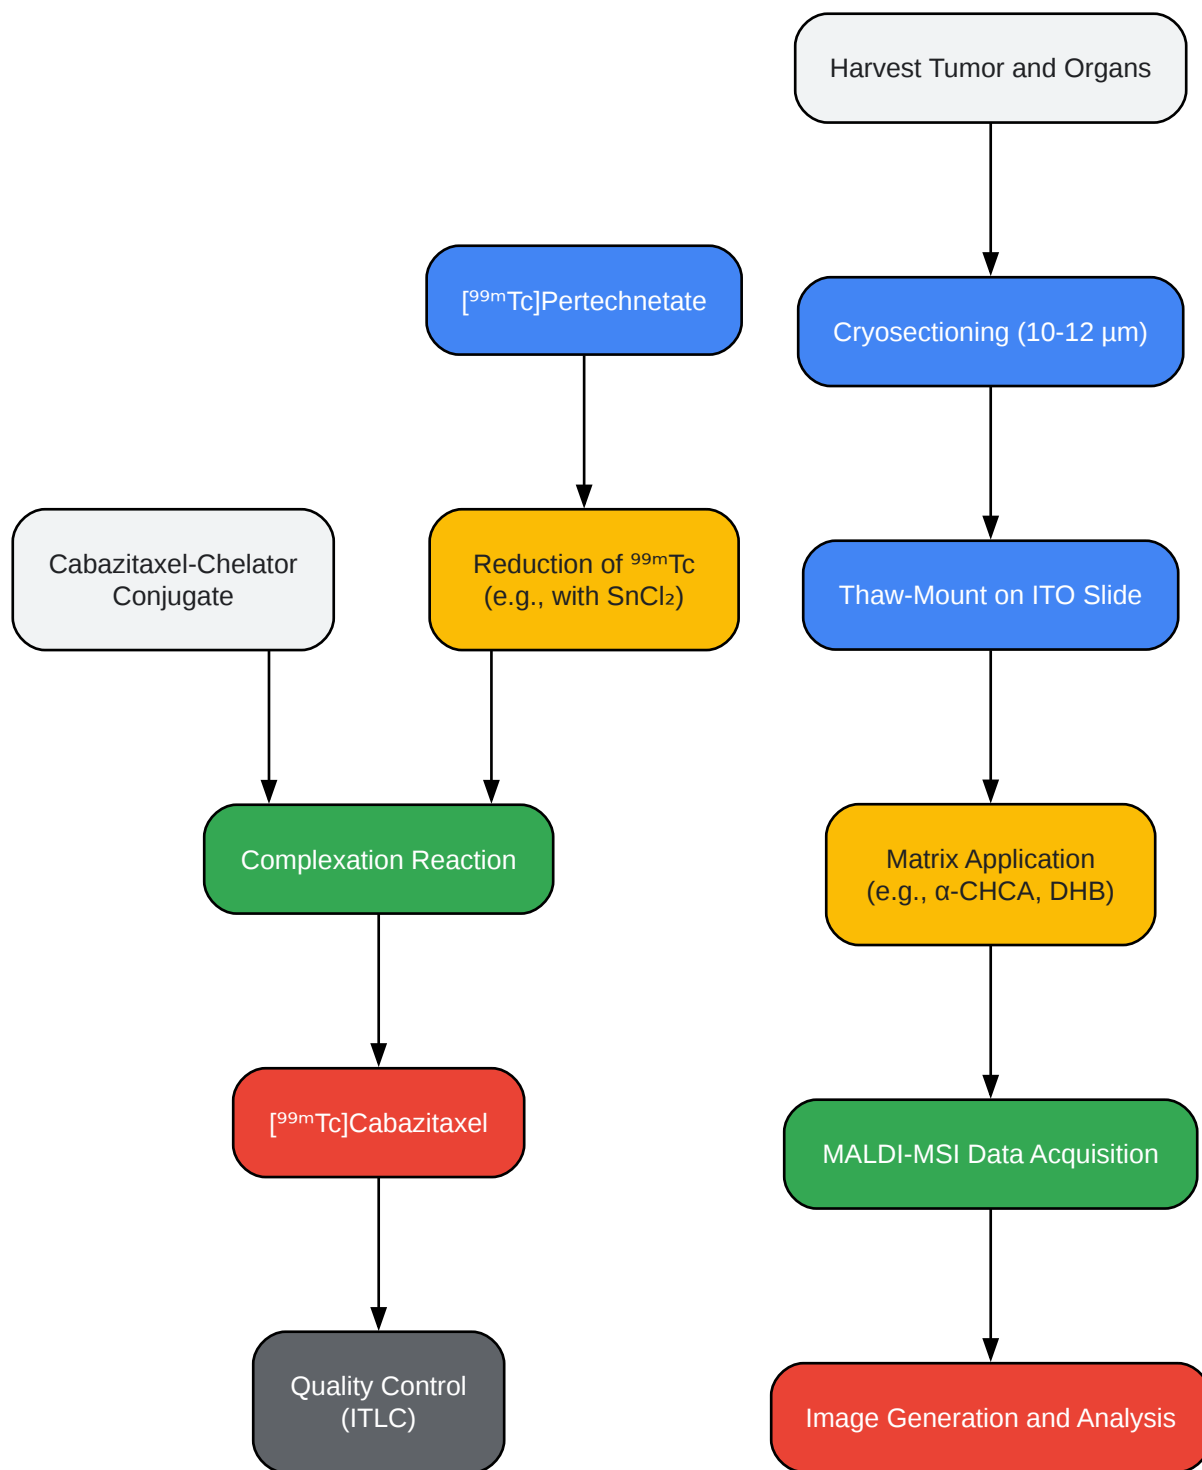 Harvest Tumor and Organs
[⁹⁹ᵐTc]Pertechnetate
Cryosectioning (10-12 µm)
Cabazitaxel-Chelator
Conjugate
Reduction of ⁹⁹ᵐTc
(e.g., with SnCl₂)
Thaw-Mount on ITO Slide
Complexation Reaction
Matrix Application
(e.g., α-CHCA, DHB)
[⁹⁹ᵐTc]Cabazitaxel
MALDI-MSI Data Acquisition
Quality Control
(ITLC)
Image Generation and Analysis